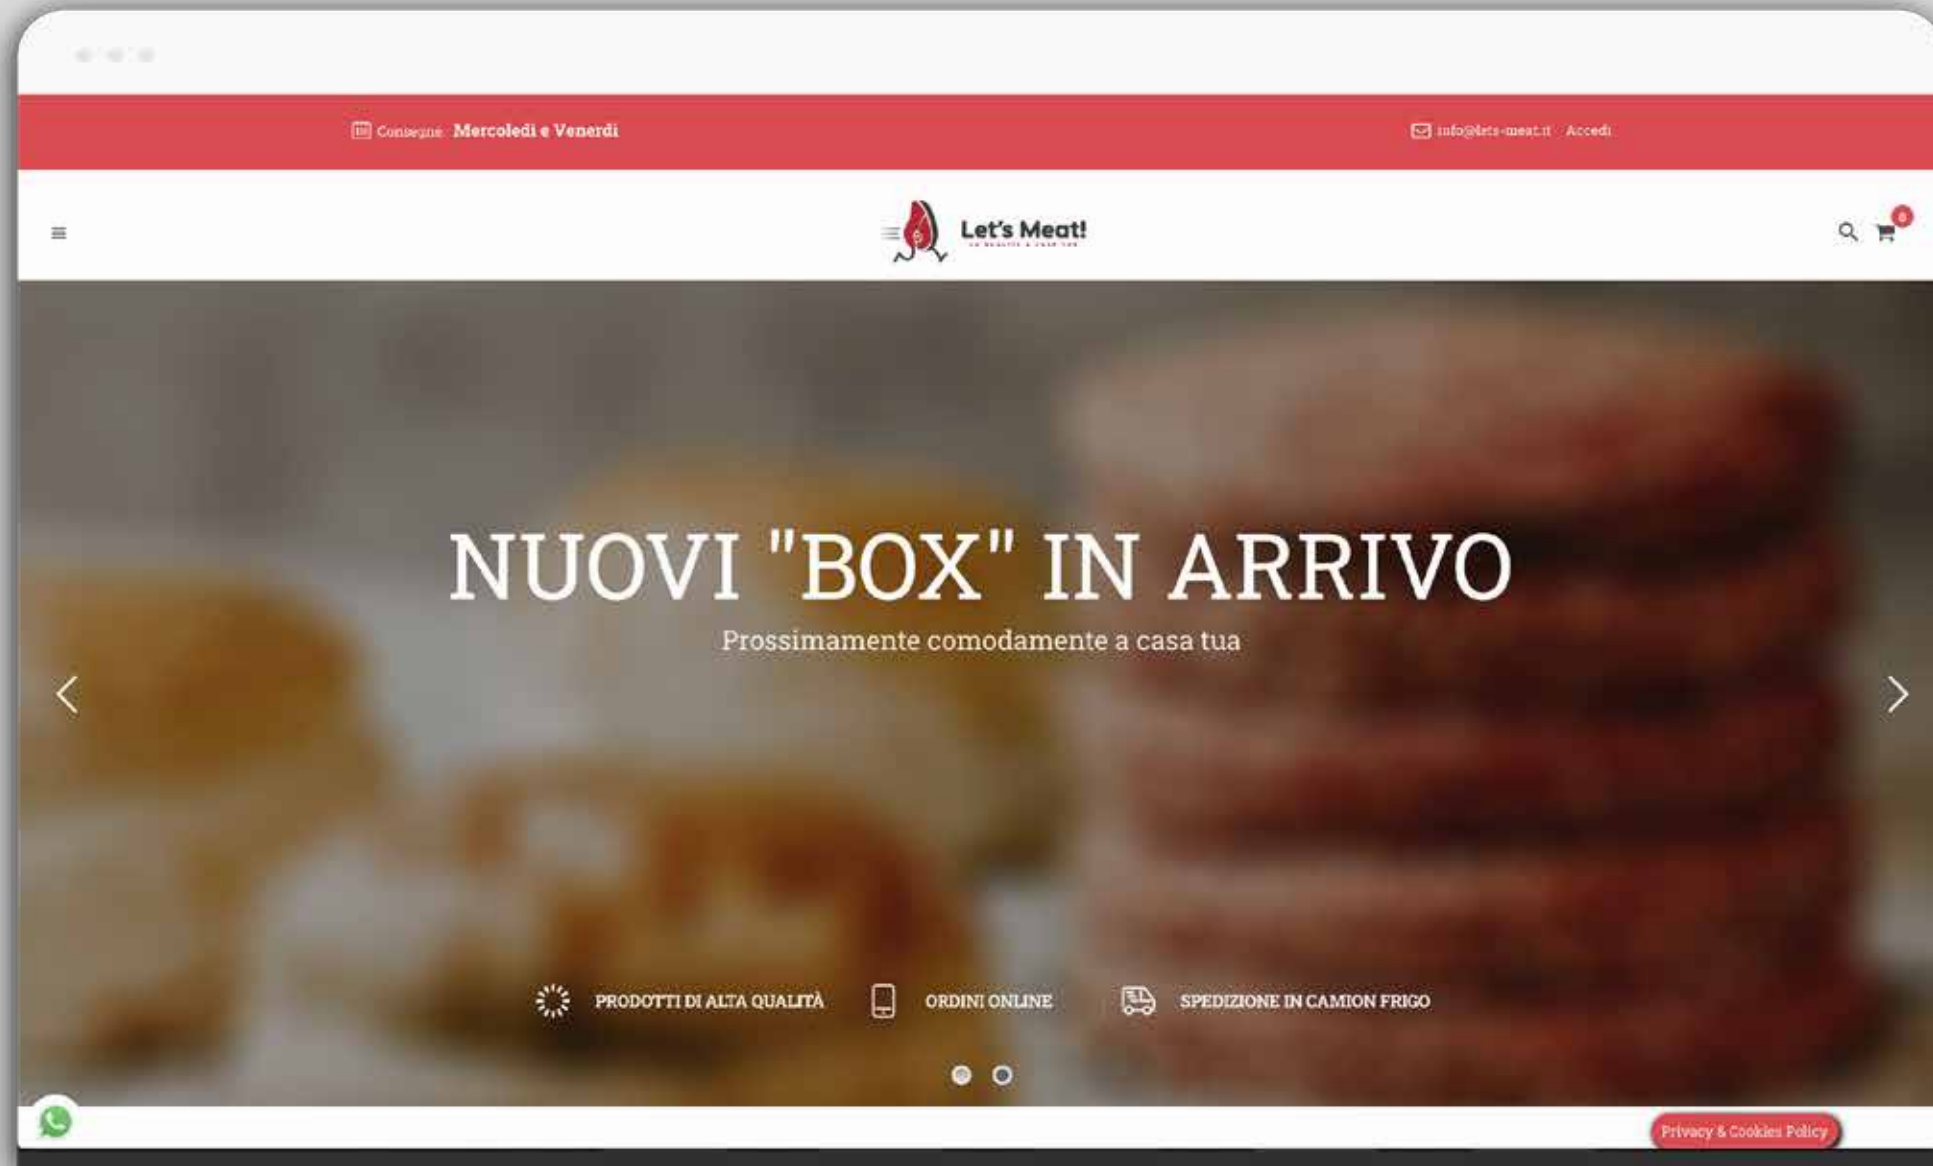 Consegne Mercoledì e Venerdì
info@lets-meat.it Accedi
Let's Meat!
0
NUOVI "BOX" IN ARRIVO
Prossimamente comodamente a casa tua
PRODOTTI DI ALTA QUALITÀ ORDINI ONLINE SPEDIZIONE IN CAMION FRIGO
Privacy & Cookies Policy